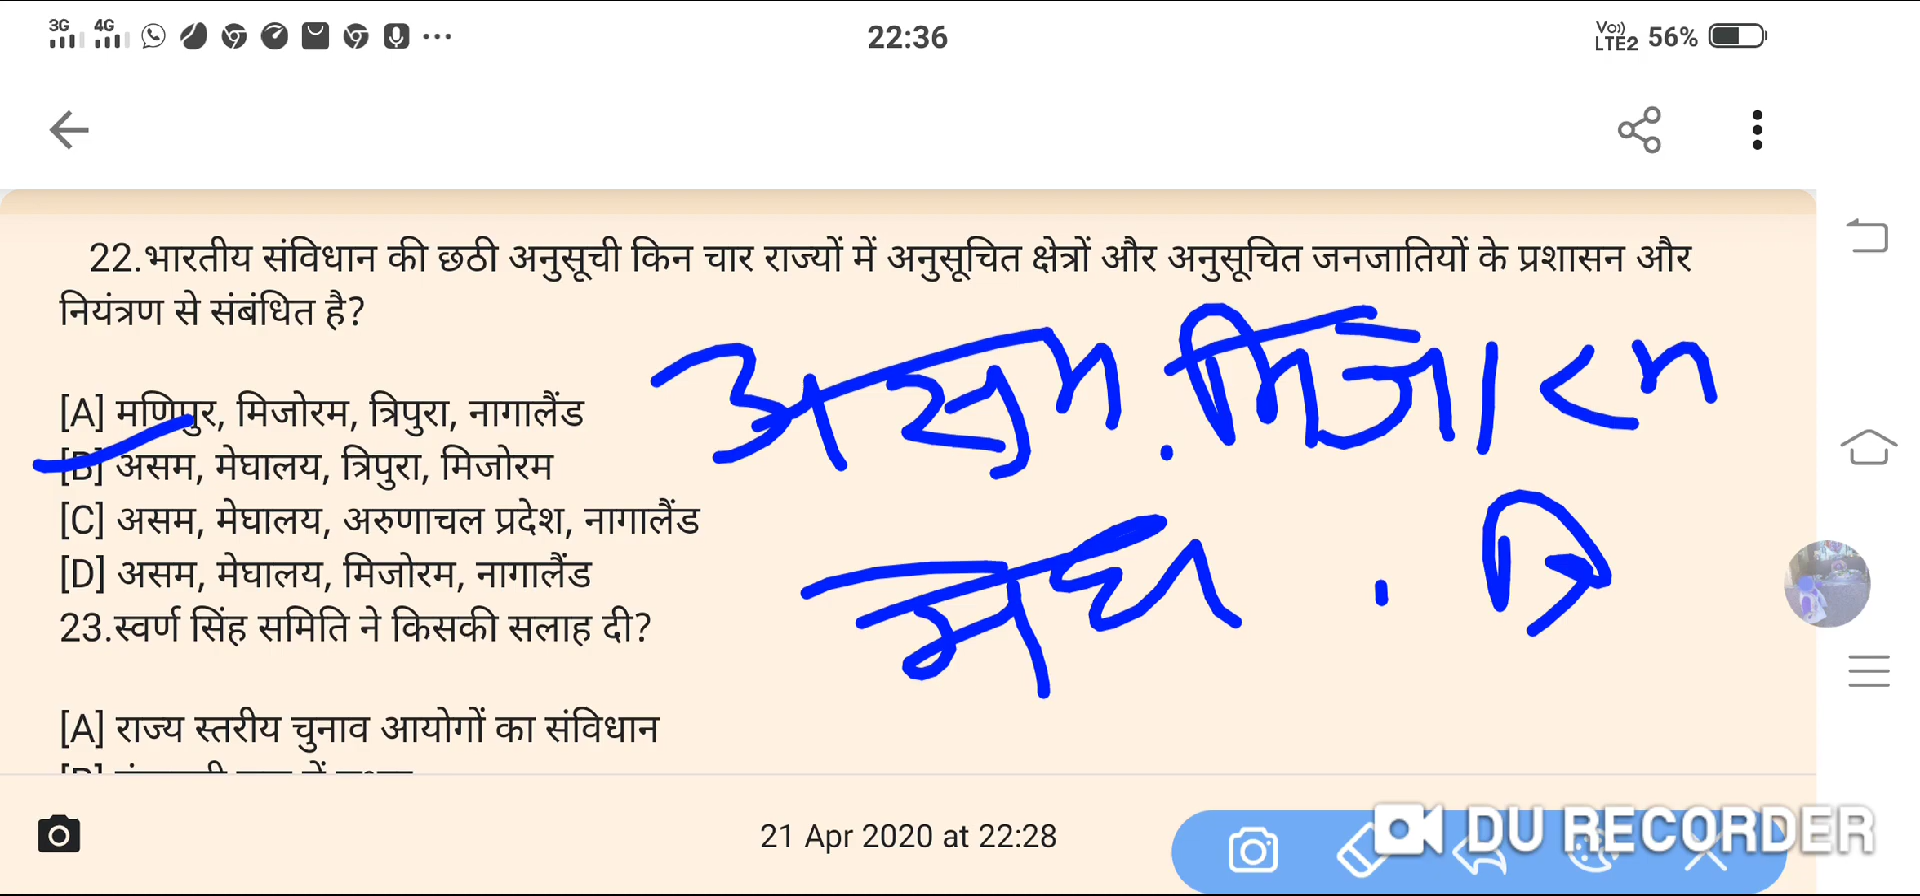 3G 4G 22:36 Vo)) LTE2 56%
22.भारतीय संविधान की छठी अनुसूची किन चार राज्यों में अनुसूचित क्षेत्रों और अनुसूचित जनजातियों के प्रशासन और
नियंत्रण से संबंधित है?
असम . मिजारम
[A] मणिपुर, मिजोरम, त्रिपुरा, नागालैंड
[B] असम, मेघालय, त्रिपुरा, मिजोरम
[C] असम, मेघालय, अरुणाचल प्रदेश, नागालैंड
[D] असम, मेघालय, मिजोरम, नागालैंड
23.स्वर्ण सिंह समिति ने किसकी सलाह दी?
[A] राज्य स्तरीय चुनाव आयोगों का संविधान
21 Apr 2020 at 22:28
DU RECORDER